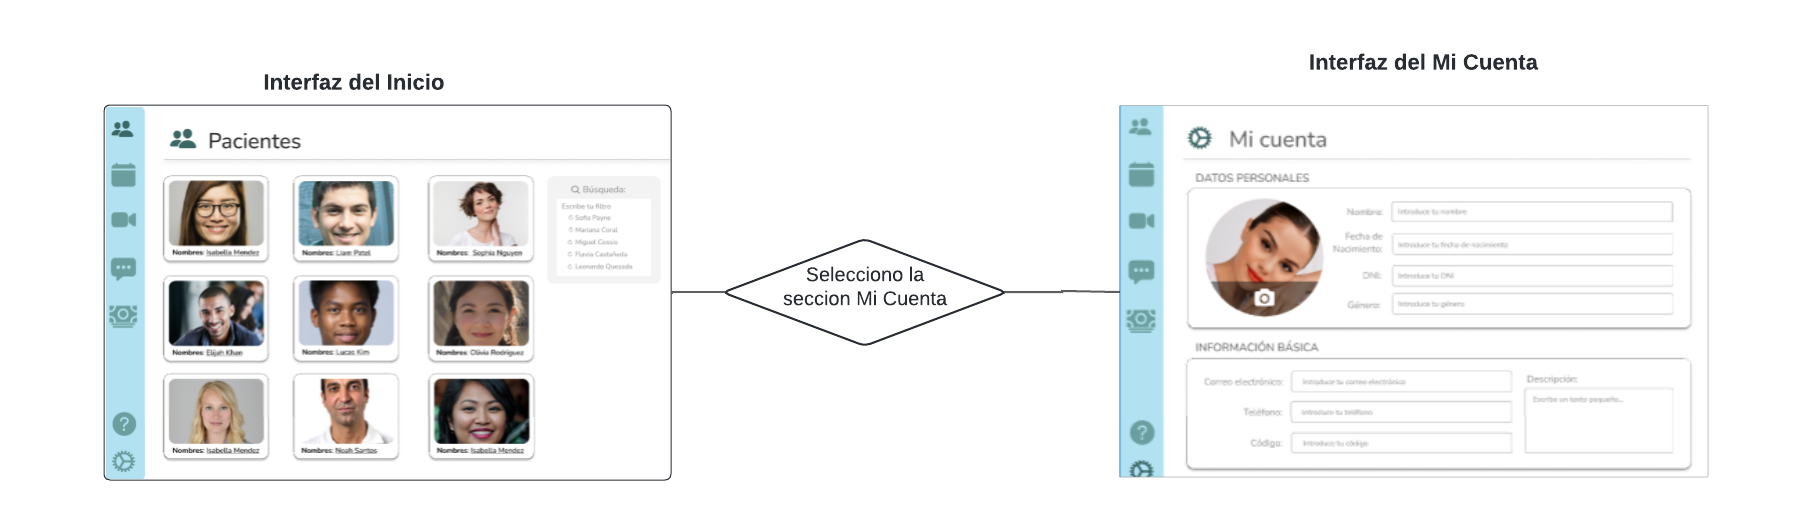 Interfaz del Inicio
Pacientes
Nombres: Isabella Mendez
Nombres: Liam Patel
Nombres: Sophia Nguyen
Búsqueda:
Escribe tu filtro
Sofia Payne
Mariana Coral
Miguel Cossio
Flavia Castañeda
Leonardo Quezada
Nombres: Elijah Khan
Nombres: Lucas Kim
Nombres: Olivia Rodriguez
Nombres: Isabella Mendez
Nombres: Noah Santos
Nombres: Isabella Mendez
Selecciono la
seccion Mi Cuenta
Interfaz del Mi Cuenta
Mi cuenta
DATOS PERSONALES
Nombre: Introduce tu nombre
Fecha de
Nacimiento: Introduce tu fecha de nacimiento
DNI: Introduce tu DNI
Género: Introduce tu género
INFORMACIÓN BÁSICA
Correo electrónico: Introduce tu correo electrónico
Teléfono: Introduce tu teléfono
Código: Introduce tu código
Descripción:
Escribe un texto pequeño...